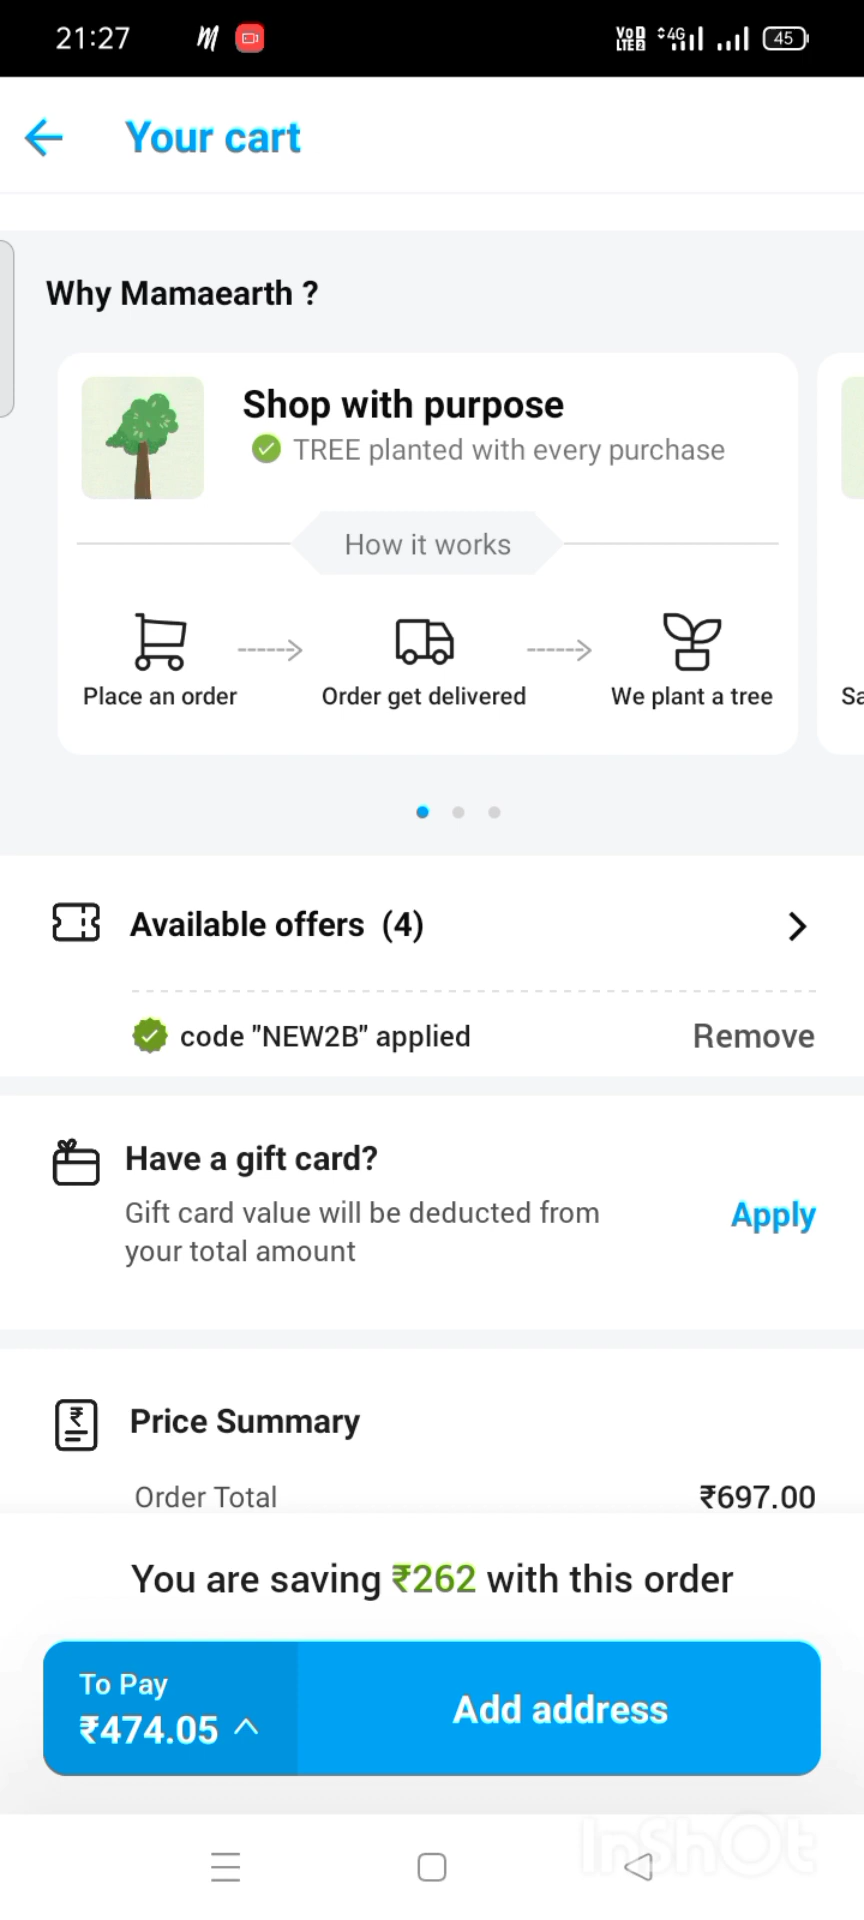 21:27
VoLTE2 4G 45
Your cart
Why Mamaearth ?
Shop with purpose
TREE planted with every purchase
How it works
Place an order
Order get delivered
We plant a tree
Sa
Available offers (4)
code "NEW2B" applied
Remove
Have a gift card?
Gift card value will be deducted from
your total amount
Apply
Price Summary
Order Total
₹697.00
You are saving ₹262 with this order
To Pay
₹474.05
Add address
InShOt